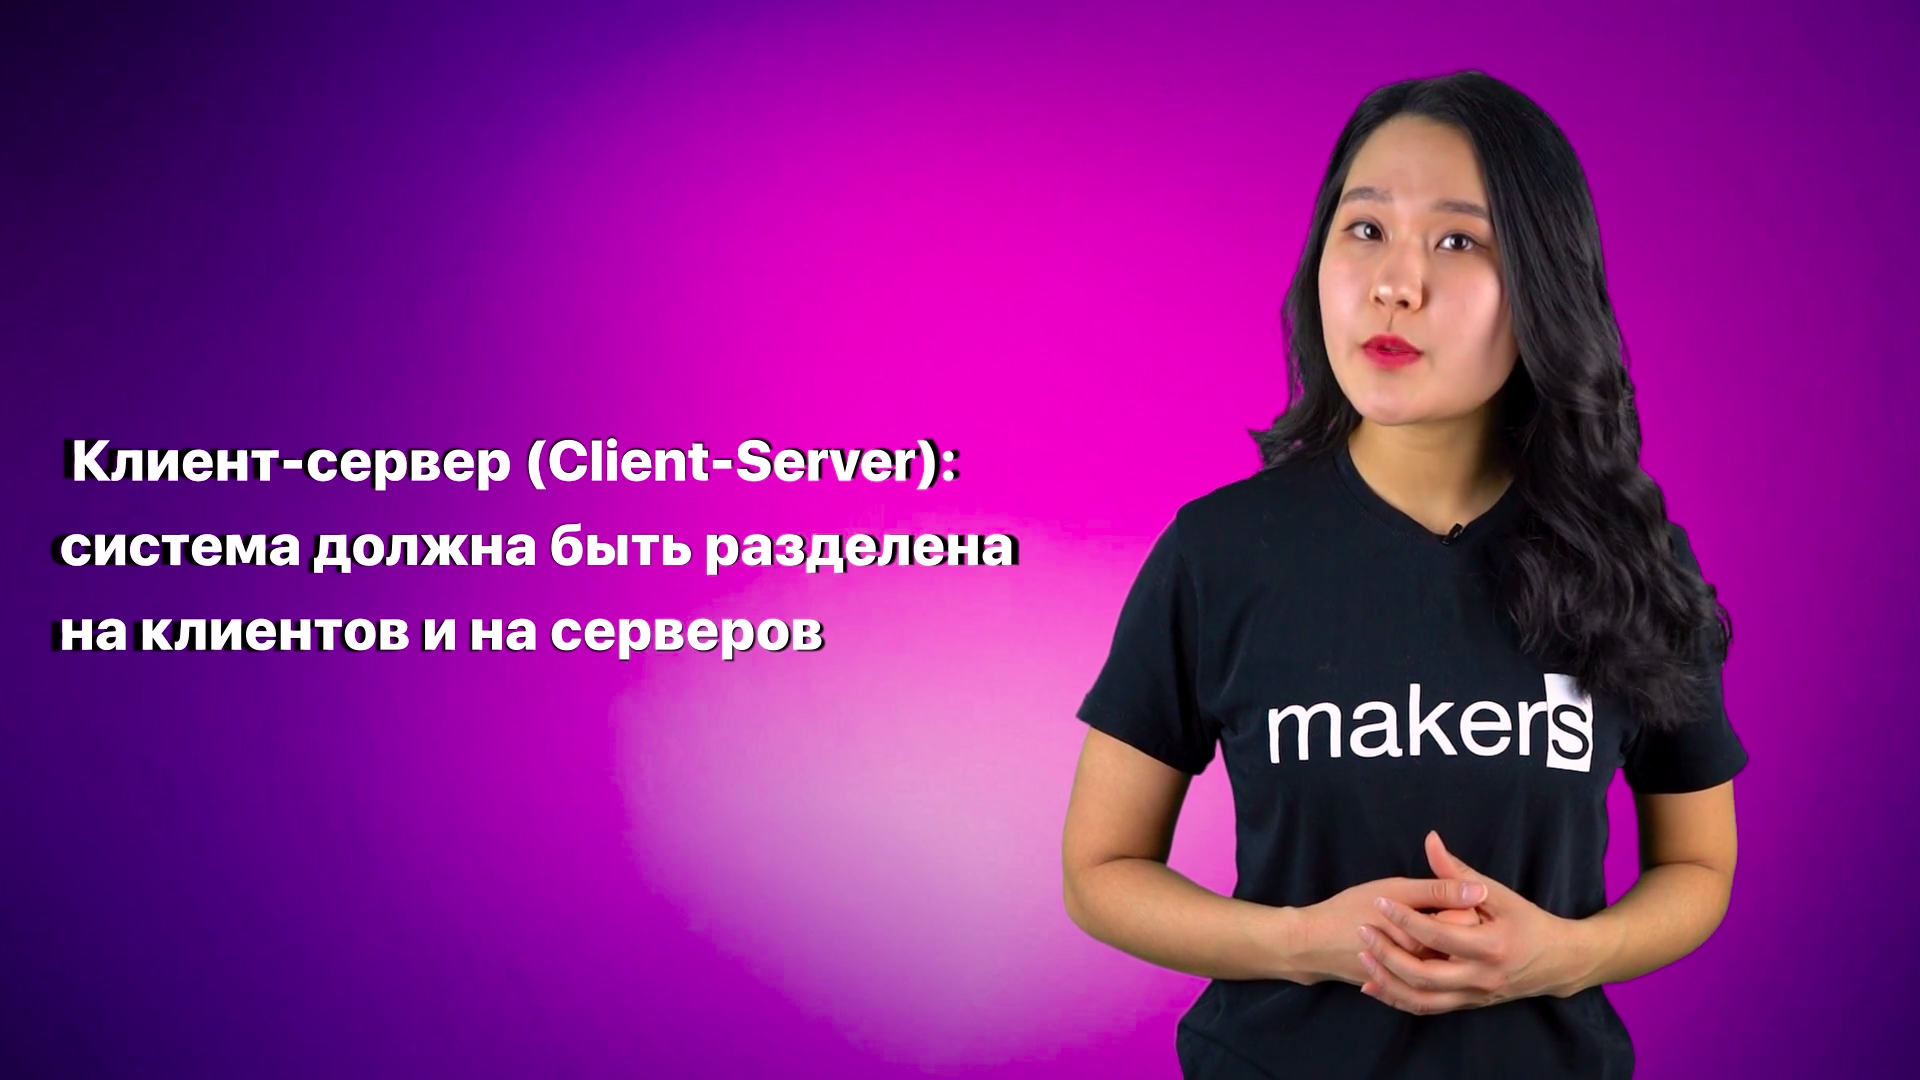 Клиент-сервер (Client-Server):
система должна быть разделена
на клиентов и на серверов
makers